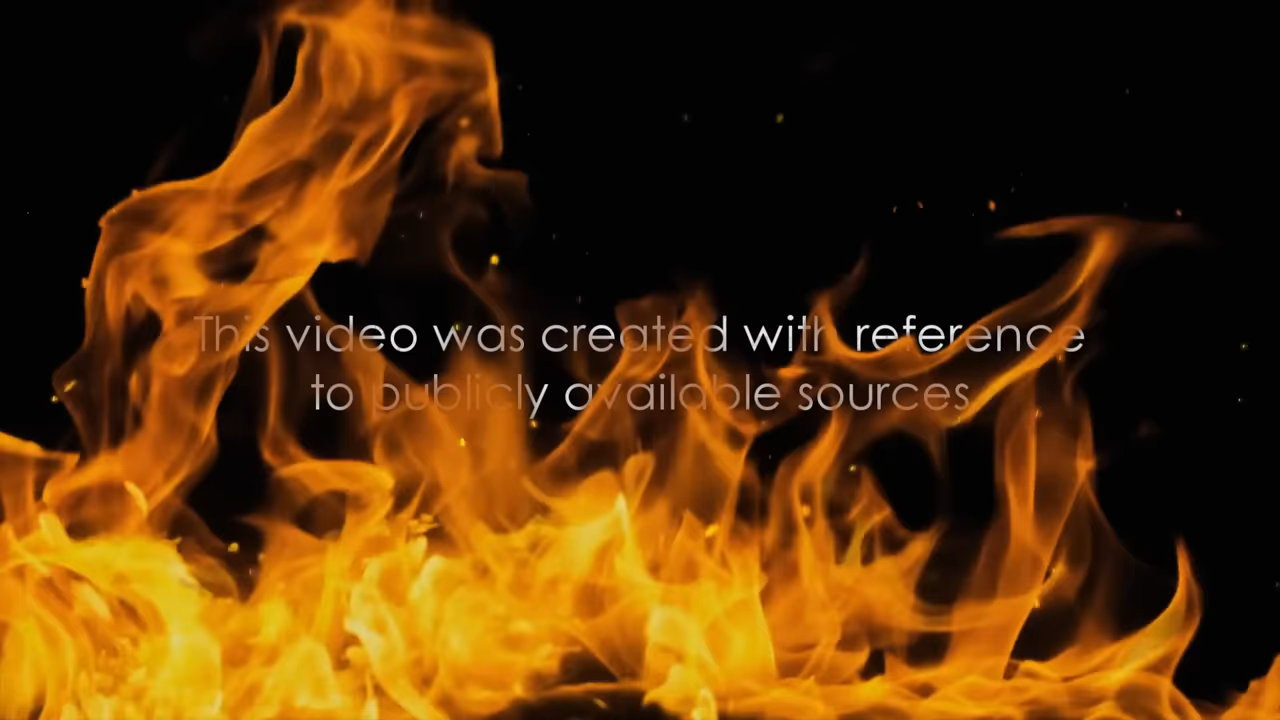 This video was created with reference
to publicly available sources